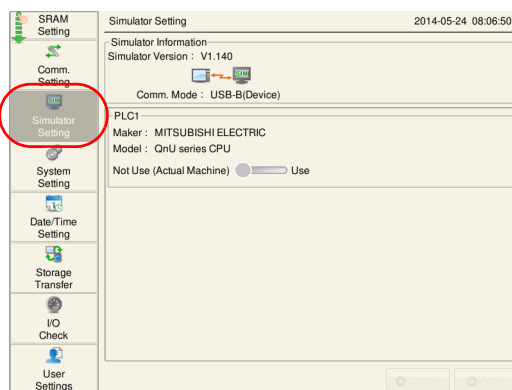 SRAM
Setting
Comm.
Setting
SIM
Simulator
Setting
System
Setting
Date/Time
Setting
Storage
Transfer
I/O
Check
User
Settings
Simulator Setting
2014-05-24 08:06:50
Simulator Information
Simulator Version : V1.140
SIM
Comm. Mode : USB-B(Device)
PLC1
Maker : MITSUBISHI ELECTRIC
Model : QnU series CPU
Not Use (Actual Machine) Use